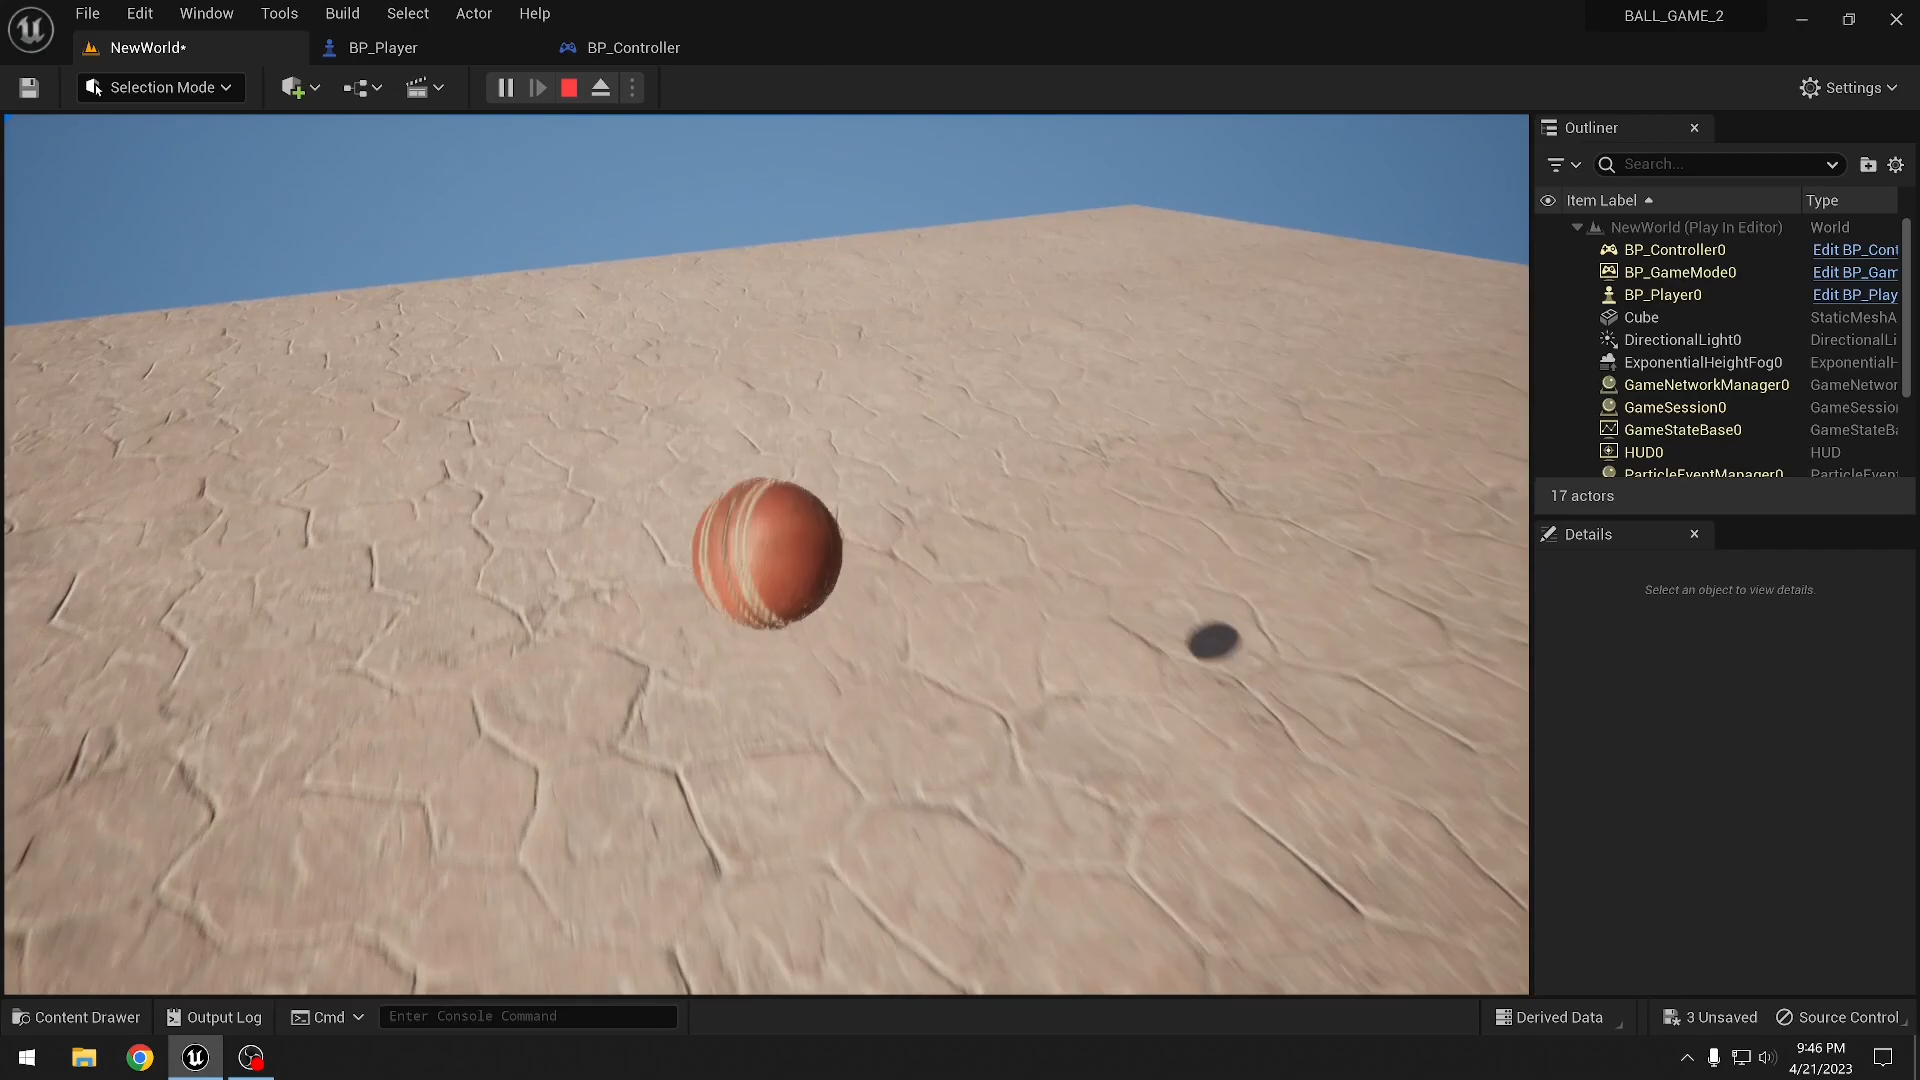 File Edit Window Tools Build Select Actor Help
BALL_GAME_2
NewWorld*
BP_Player
BP_Controller
Selection Mode
Settings
Outliner
Search...
Item Label Type
NewWorld (Play In Editor) World
BP_Controller0 Edit BP_Cont
BP_GameMode0 Edit BP_Gam
BP_Player0 Edit BP_Play
Cube StaticMeshA
DirectionalLight0 DirectionalLi
ExponentialHeightFog0 ExponentialH
GameNetworkManager0 GameNetwor
GameSession0 GameSession
GameStateBase0 GameStateBa
HUD0 HUD
ParticleEventManager0 ParticleEven
17 actors
Details
Select an object to view details.
Content Drawer Output Log Cmd Enter Console Command Derived Data 3 Unsaved Source Control
9:46 PM
4/21/2023